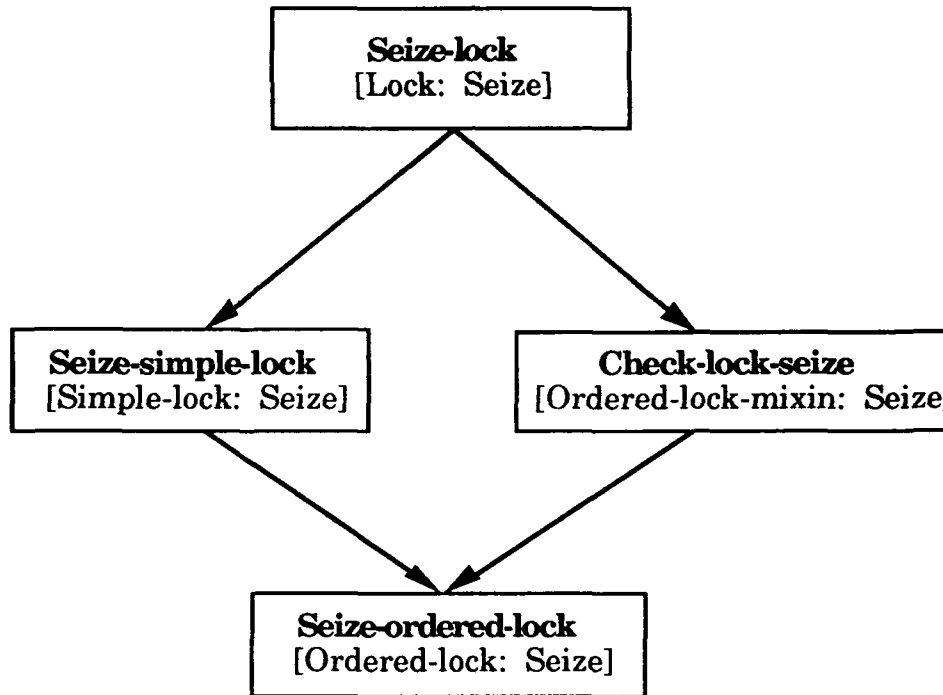 Seize-lock
[Lock: Seize]
Seize-simple-lock
[Simple-lock: Seize]
Check-lock-seize
[Ordered-lock-mixin: Seize
Seize-ordered-lock
[Ordered-lock: Seize]